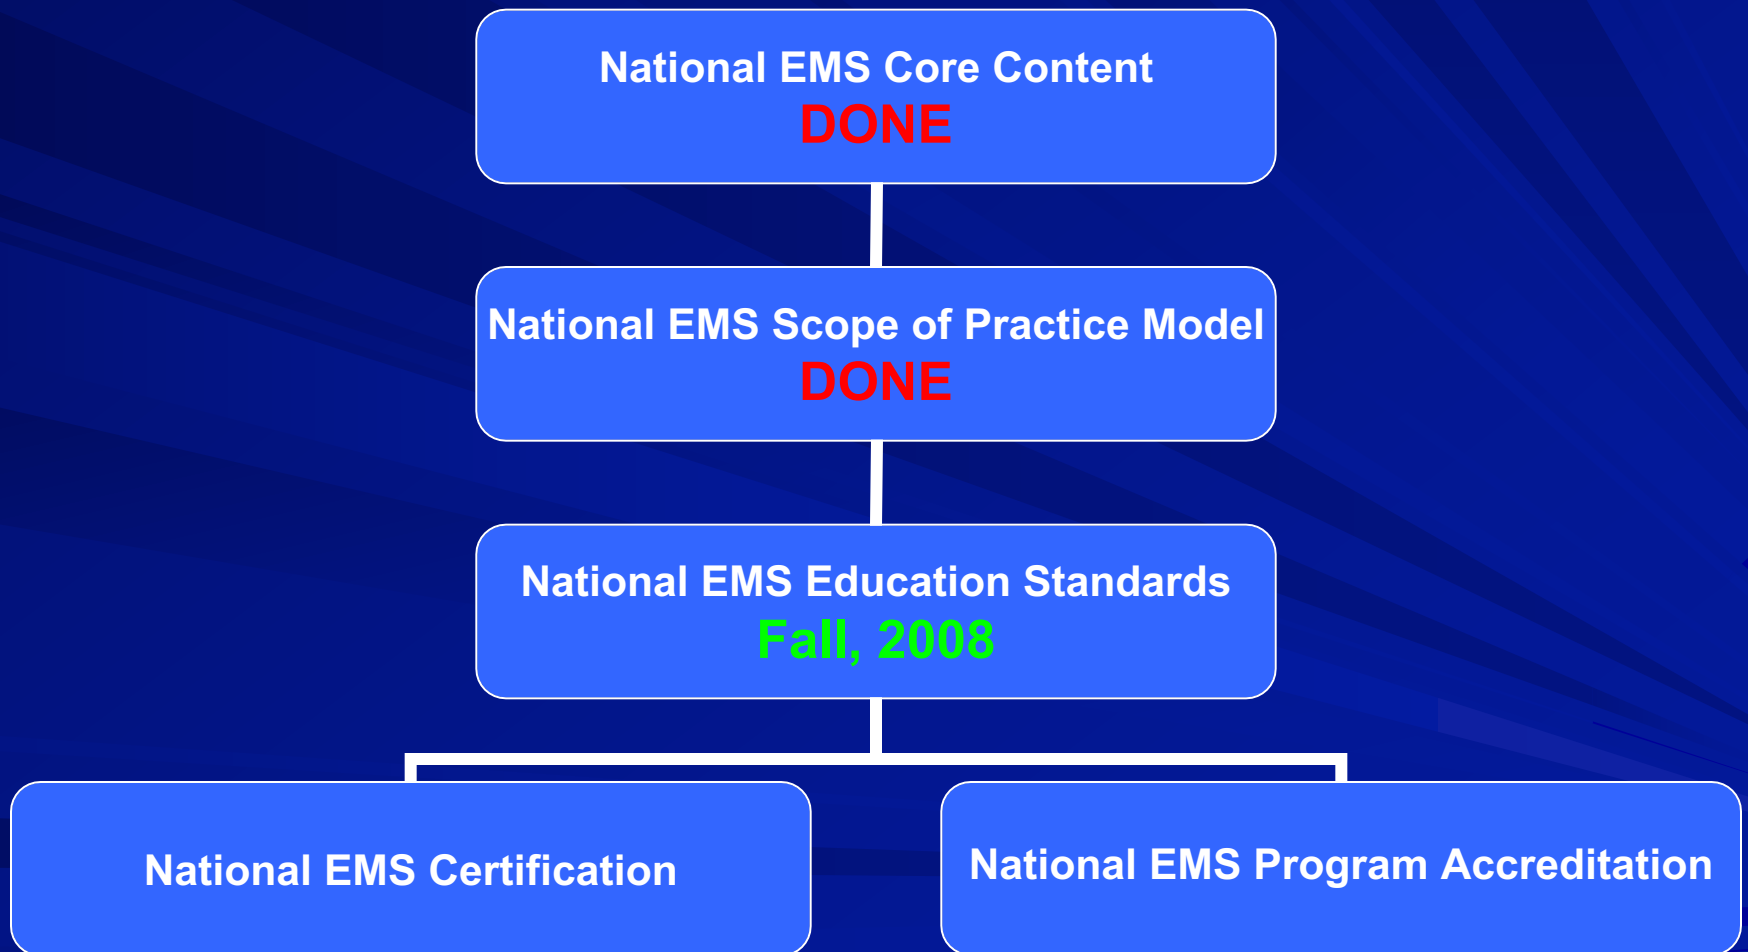 National EMS Core Content
DONE
National EMS Scope of Practice Model
DONE
National EMS Education Standards
Fall, 2008
National EMS Certification
National EMS Program Accreditation